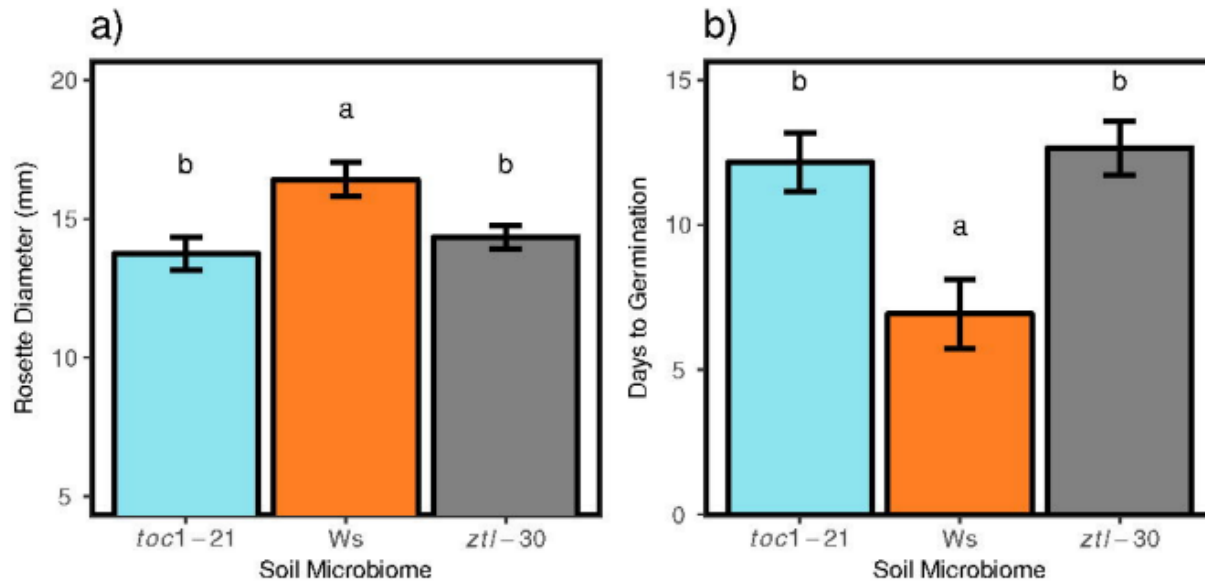 a)
Rosette Diameter (mm)
20
15
10
5
b
a
b
toc1−21 Ws ztl−30
Soil Microbiome
b)
Days to Germination
15
10
5
0
b
a
b
toc1−21 Ws ztl−30
Soil Microbiome